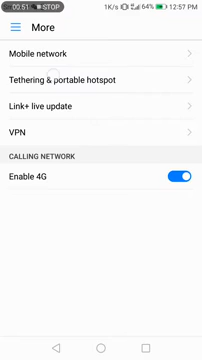 00:51 STOP 1K/s 64% 12:57 PM
More
Mobile network
Tethering & portable hotspot
Link+ live update
VPN
CALLING NETWORK
Enable 4G